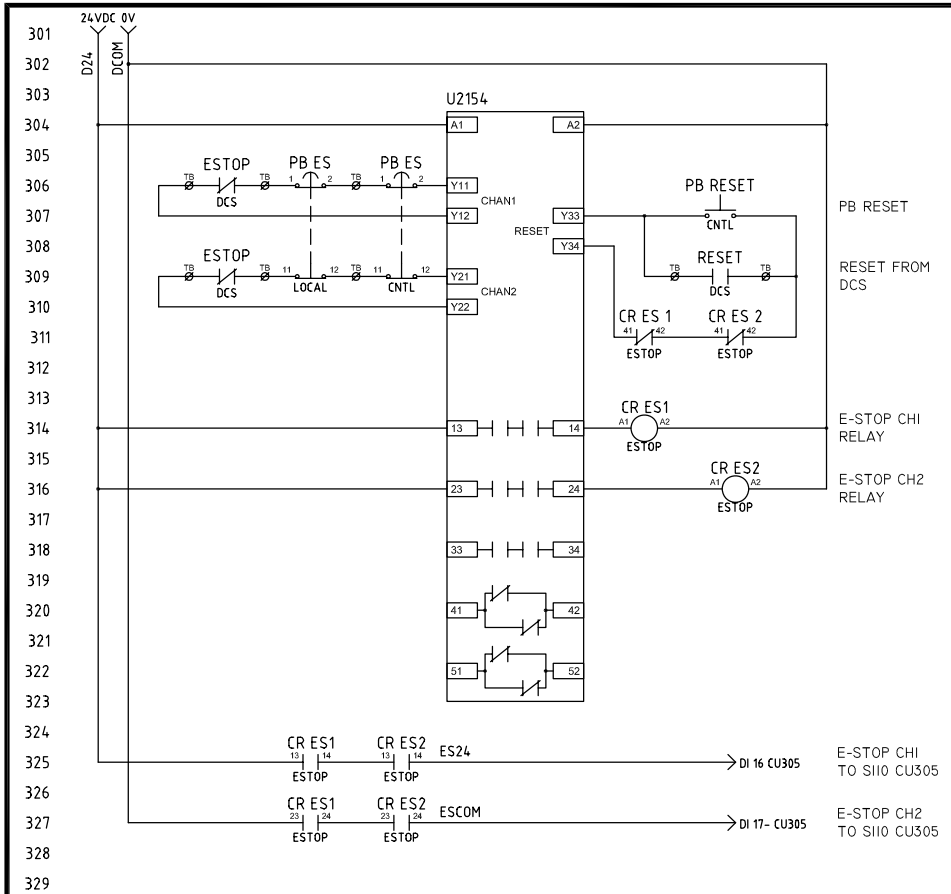 24VDC 0V
301
D24
DCOM
302
303
U2154
304
A1
A2
305
ESTOP
PB ES
PB ES
306
TB
TB
1
2
TB
1
2
Y11
PB RESET
DCS
CHAN1
307
Y12
Y33
CNTL
PB RESET
RESET
308
Y34
ESTOP
RESET
RESET FROM
DCS
309
TB
TB
11
12
TB
11
12
Y21
TB
TB
DCS
LOCAL
CNTL
CHAN2
DCS
310
Y22
CR ES 1
CR ES 2
311
41
42
41
42
ESTOP
ESTOP
312
313
CR ES1
314
13
14
A1
A2
E-STOP CH1
RELAY
ESTOP
315
CR ES2
316
23
24
A1
A2
E-STOP CH2
RELAY
ESTOP
317
318
33
34
319
320
41
42
321
322
51
52
323
324
CR ES1
CR ES2
325
13
14
13
14
ES24
DI 16 CU305
E-STOP CH1
TO S110 CU305
ESTOP
ESTOP
326
CR ES1
CR ES2
327
23
24
23
24
ESCOM
DI 17- CU305
E-STOP CH2
TO S110 CU305
ESTOP
ESTOP
328
329